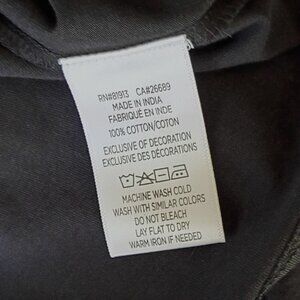 RN#81913 CA#26689
MADE IN INDIA
FABRIQUÉ EN INDE
100% COTTON/COTON
EXCLUSIVE OF DECORATION
EXCLUSIVE DES DÉCORATIONS
MACHINE WASH COLD
WASH WITH SIMILAR COLORS
DO NOT BLEACH
LAY FLAT TO DRY
WARM IRON IF NEEDED